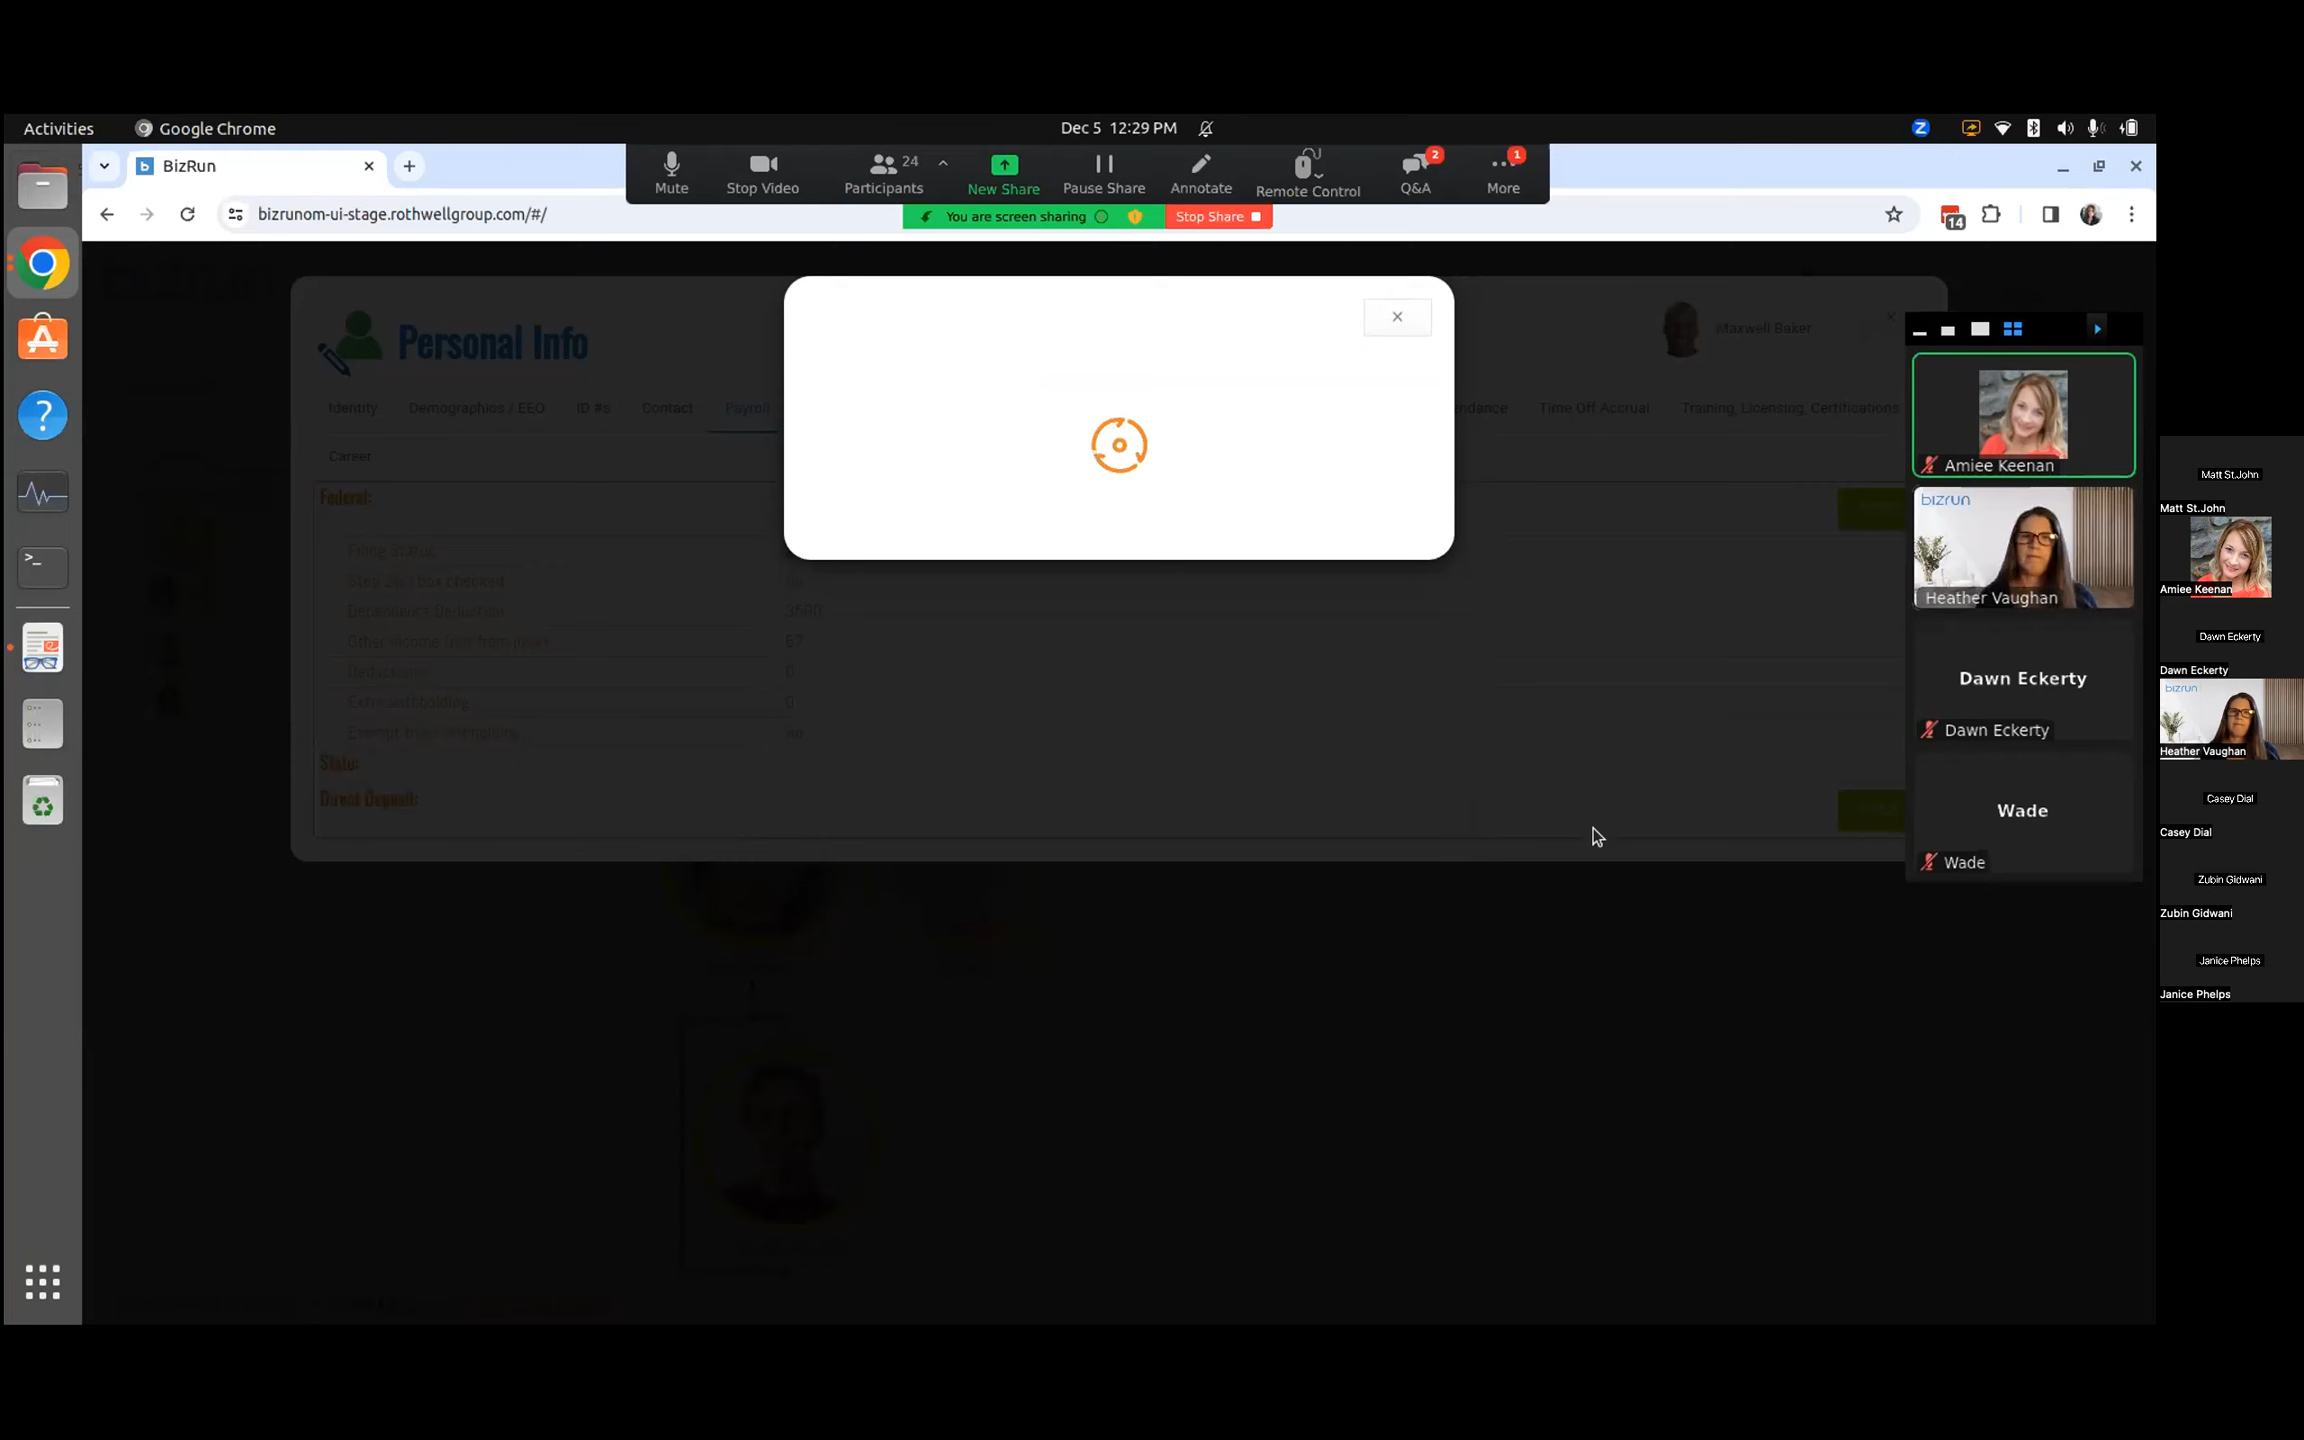 Activities
Google Chrome
Dec 5 12:29 PM
BizRun
Mute
Stop Video
24
Participants
New Share
Pause Share
Annotate
Remote Control
2
Q&A
1
More
bizrunom-ui-stage.rothwellgroup.com/#/
You are screen sharing
Stop Share
14
Personal Info
Maxwell Baker
Identity
Demographics / EEO
ID #s
Contact
Payroll
Time Off Accrual
Training, Licensing, Certifications
Career
Federal:
Filing Status
Dependents Deduction
3500
67
Deductions
0
Extra withholding
0
no
State:
Direct Deposit:
Amiee Keenan
bizrun
Heather Vaughan
Dawn Eckerty
Dawn Eckerty
Wade
Wade
Matt St.John
Matt St.John
Amiee Keenan
Dawn Eckerty
Dawn Eckerty
bizrun
Heather Vaughan
Casey Dial
Casey Dial
Zubin Gidwani
Zubin Gidwani
Janice Phelps
Janice Phelps